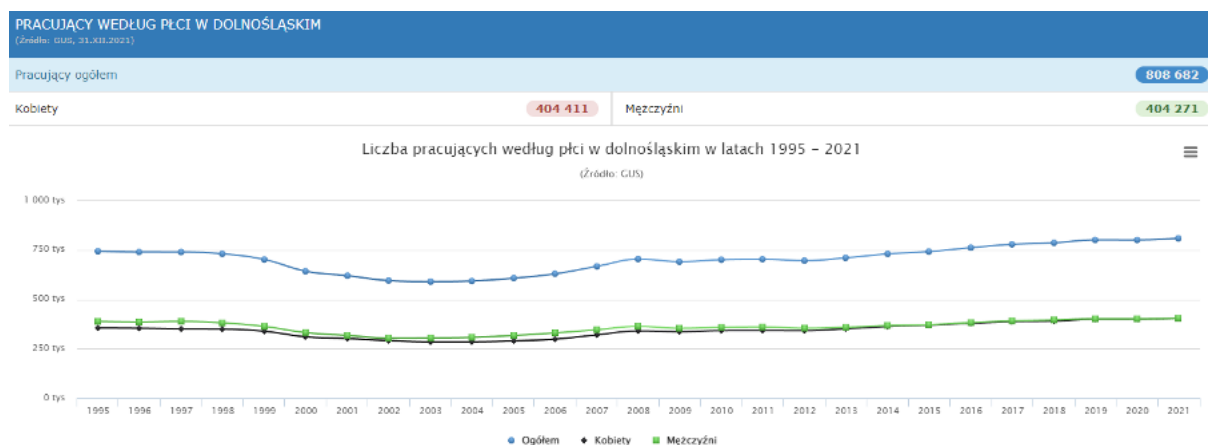 PRACUJĄCY WEDŁUG PŁCI W DOLNOŚLĄSKIM
(Źródło: GUS, 31.XII.2021)
Pracujący ogółem 808 682
Kobiety 404 411 Mężczyźni 404 271
Liczba pracujących według płci w dolnośląskim w latach 1995 – 2021
(Źródło: GUS)
1 000 tys
750 tys
500 tys
250 tys
0 tys
1995 1996 1997 1998 1999 2000 2001 2002 2003 2004 2005 2006 2007 2008 2009 2010 2011 2012 2013 2014 2015 2016 2017 2018 2019 2020 2021
Ogółem Kobiety Mężczyźni